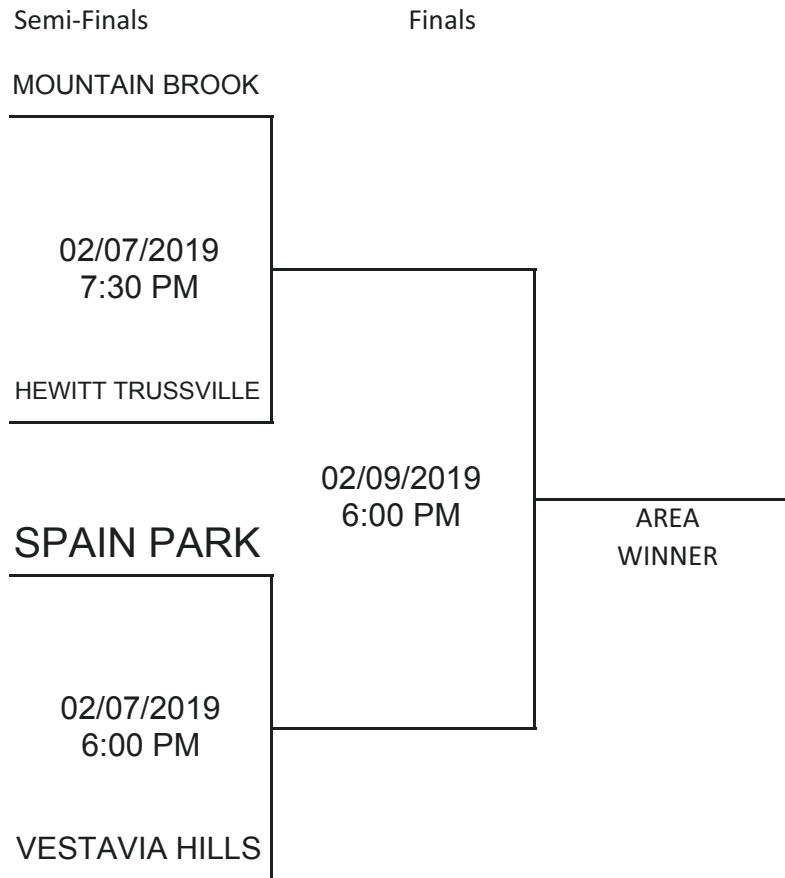 Semi-Finals
Finals
MOUNTAIN BROOK
02/07/2019
7:30 PM
HEWITT TRUSSVILLE
02/09/2019
6:00 PM
AREA
WINNER
SPAIN PARK
02/07/2019
6:00 PM
VESTAVIA HILLS